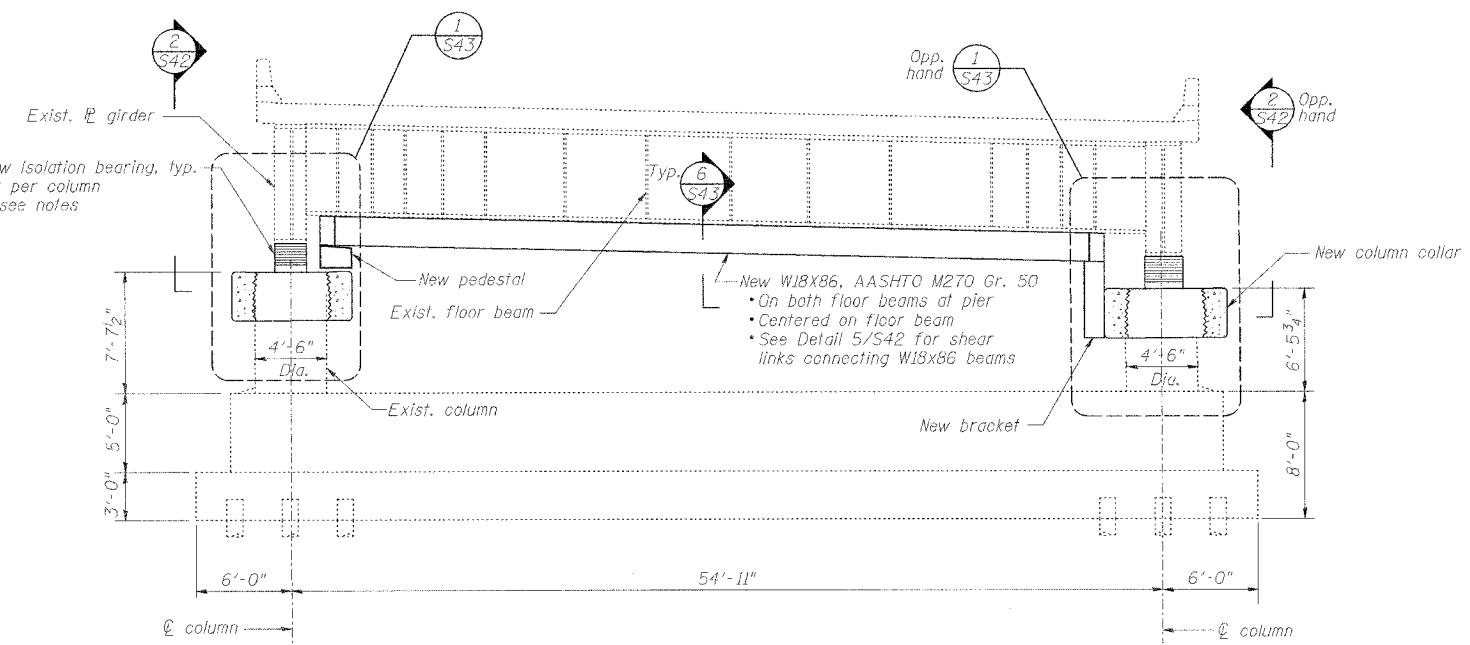 1
S43
2
S42
Opp.
hand
1
S43
2
S42
Opp.
hand
Exist. ⅊ girder
w isolation bearing, typ.
per column
see notes
Typ.
6
S43
New column collar
New pedestal
Exist. floor beam
New W18X86, AASHTO M270 Gr. 50
• On both floor beams at pier
• Centered on floor beam
• See Detail 5/S42 for shear
links connecting W18x86 beams
7'-7½"
4'-6"
Dia.
4'-6"
Dia.
6'-5¾"
Exist. column
New bracket
5'-0"
3'-0"
8'-0"
6'-0"
54'-11"
6'-0"
℄ column
℄ column